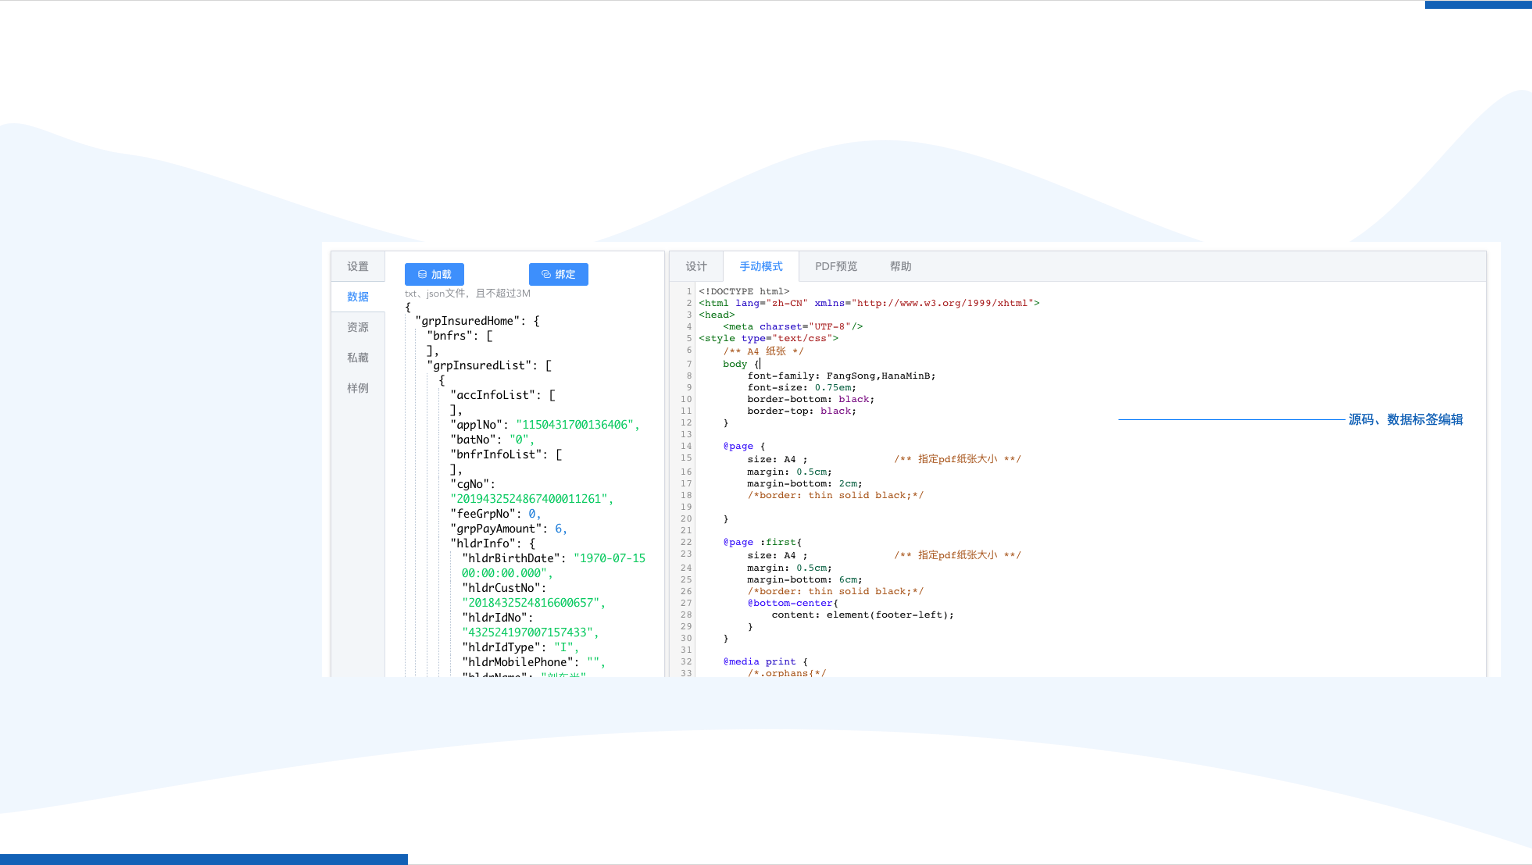 设置
数据
资源
私藏
样例
加载
绑定
txt、json文件，且不超过3M
{
"grpInsuredHome": {
"bnfrs": [
],
"grpInsuredList": [
{
"accInfoList": [
],
"applNo": "1150431700136406",
"batNo": "0",
"bnfrInfoList": [
],
"cgNo":
"2019432524867400011261",
"feeGrpNo": 0,
"grpPayAmount": 6,
"hldrInfo": {
"hldrBirthDate": "1970-07-15
00:00:00.000",
"hldrCustNo":
"2018432524816600657",
"hldrIdNo":
"432524197007157433",
"hldrIdType": "I",
"hldrMobilePhone": "",
设计
手动模式
PDF预览
帮助
1 <!DOCTYPE html>
2 <html lang="zh-CN" xmlns="http://www.w3.org/1999/xhtml">
3 <head>
4 <meta charset="UTF-8"/>
5 <style type="text/css">
6 /** A4 纸张 */
7 body {
8 font-family: FangSong,HanaMinB;
9 font-size: 0.75em;
10 border-bottom: black;
11 border-top: black;
12 }
13
14 @page {
15 size: A4 ; /** 指定pdf纸张大小 **/
16 margin: 0.5cm;
17 margin-bottom: 2cm;
18 /*border: thin solid black;*/
19
20 }
21
22 @page :first{
23 size: A4 ; /** 指定pdf纸张大小 **/
24 margin: 0.5cm;
25 margin-bottom: 6cm;
26 /*border: thin solid black;*/
27 @bottom-center{
28 content: element(footer-left);
29 }
30 }
31
32 @media print {
33 /*.orphans{*/
源码、数据标签编辑